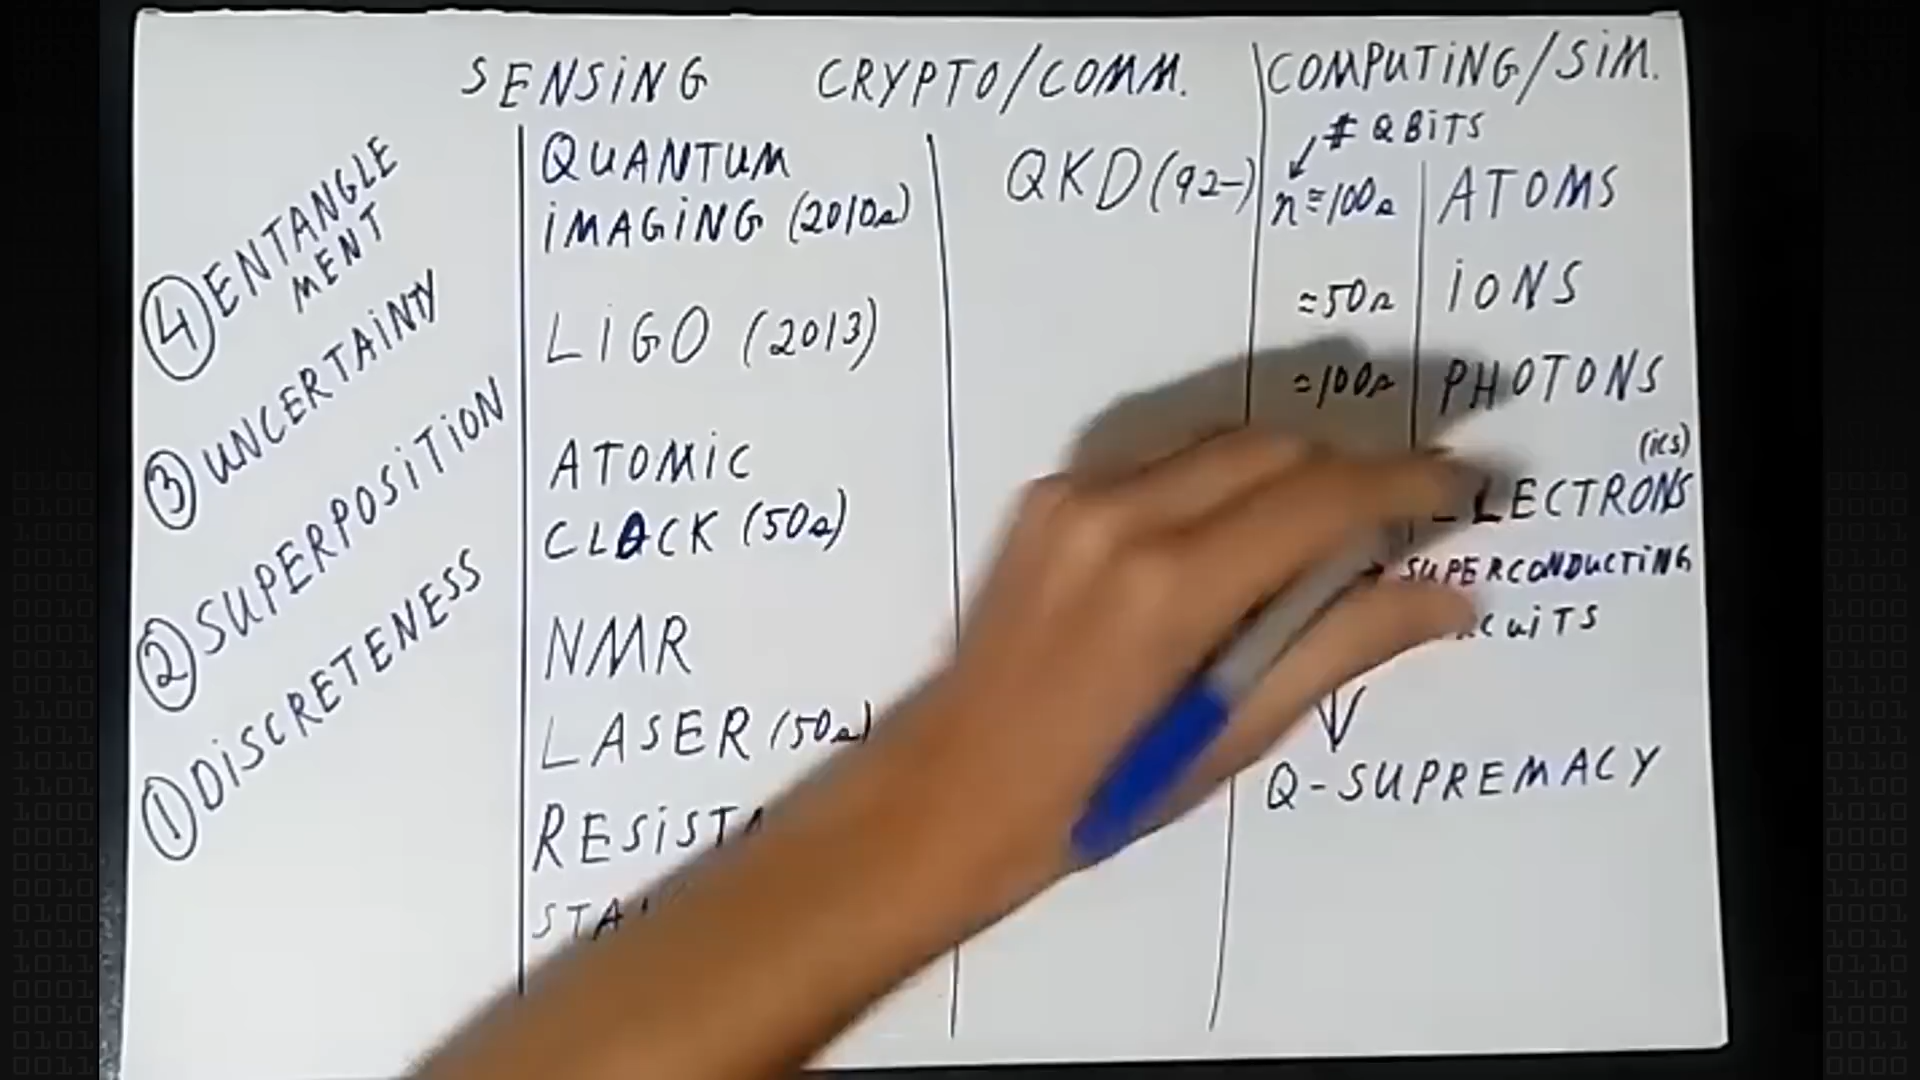 SENSING CRYPTO/COMM. COMPUTING/SIM.
④ ENTANGLE
MENT
③ UNCERTAINTY
② SUPERPOSITION
① DISCRETENESS
QUANTUM
IMAGING (2010s)
LIGO (2013)
ATOMIC
CLOCK (50s)
NMR
LASER (50s)
QKD (92-)
# QBITS
n ≈ 100s ATOMS
≈ 50s IONS
≈ 100s PHOTONS
(ics)
SUPERCONDUCTING
Q-SUPREMACY